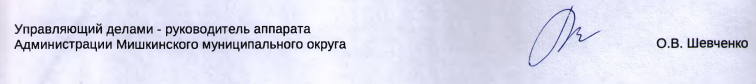 Управляющий делами - руководитель аппарата
Администрации Мишкинского муниципального округа
О.В. Шевченко